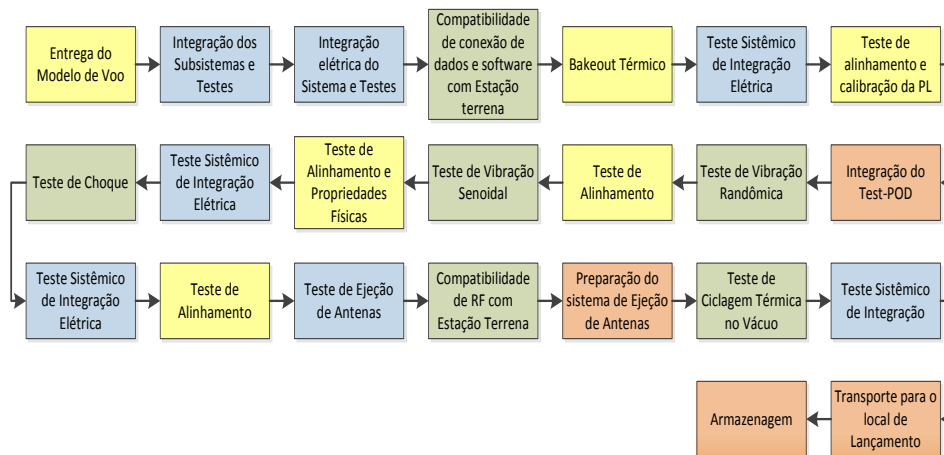 Entrega do
Modelo de Voo
Integração dos
Subsistemas e
Testes
Integração
elétrica do
Sistema e Testes
Compatibilidade
de conexão de
dados e software
com Estação
terrena
Bakeout Térmico
Teste Sistêmico
de Integração
Elétrica
Teste de
alinhamento e
calibração da PL
Integração do
Test-POD
Teste de Vibração
Randômica
Teste de
Alinhamento
Teste de Vibração
Senoidal
Teste de
Alinhamento e
Propriedades
Físicas
Teste Sistêmico
de Integração
Elétrica
Teste de Choque
Teste Sistêmico
de Integração
Elétrica
Teste de
Alinhamento
Teste de Ejeção
de Antenas
Compatibilidade
de RF com
Estação Terrena
Preparação do
sistema de Ejeção
de Antenas
Teste de
Ciclagem Térmica
no Vácuo
Teste Sistêmico
de Integração
Transporte para o
local de
Lançamento
Armazenagem